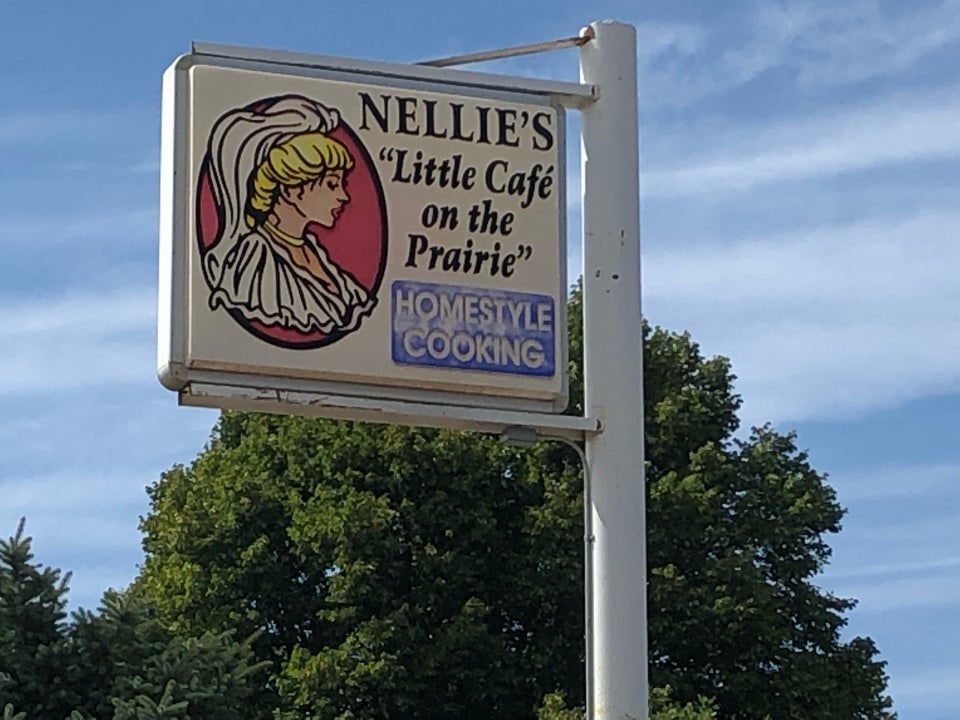 NELLIE'S
“Little Café
on the
Prairie”
HOMESTYLE
COOKING